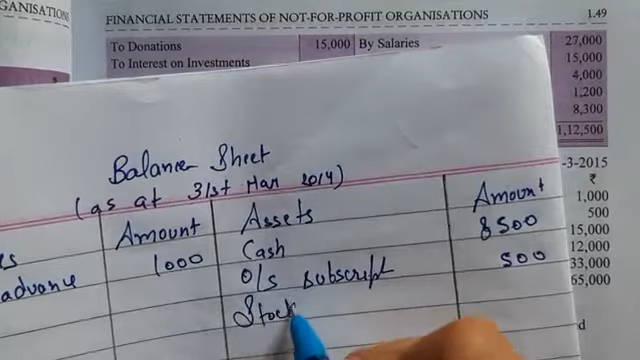 GANISATIONS
FINANCIAL STATEMENTS OF NOT-FOR-PROFIT ORGANISATIONS 1.49
To Donations 15,000 By Salaries 27,000
To Interest on Investments 15,000
4,000
1,200
8,300
1,12,500
-3-2015
₹
1,000
500
15,000
12,000
33,000
65,000
d
Balance Sheet
(as at 31st Mar 2014)
es Amount Assets Amount
advance 1000 Cash 8500
O/s subscript 500
Stock